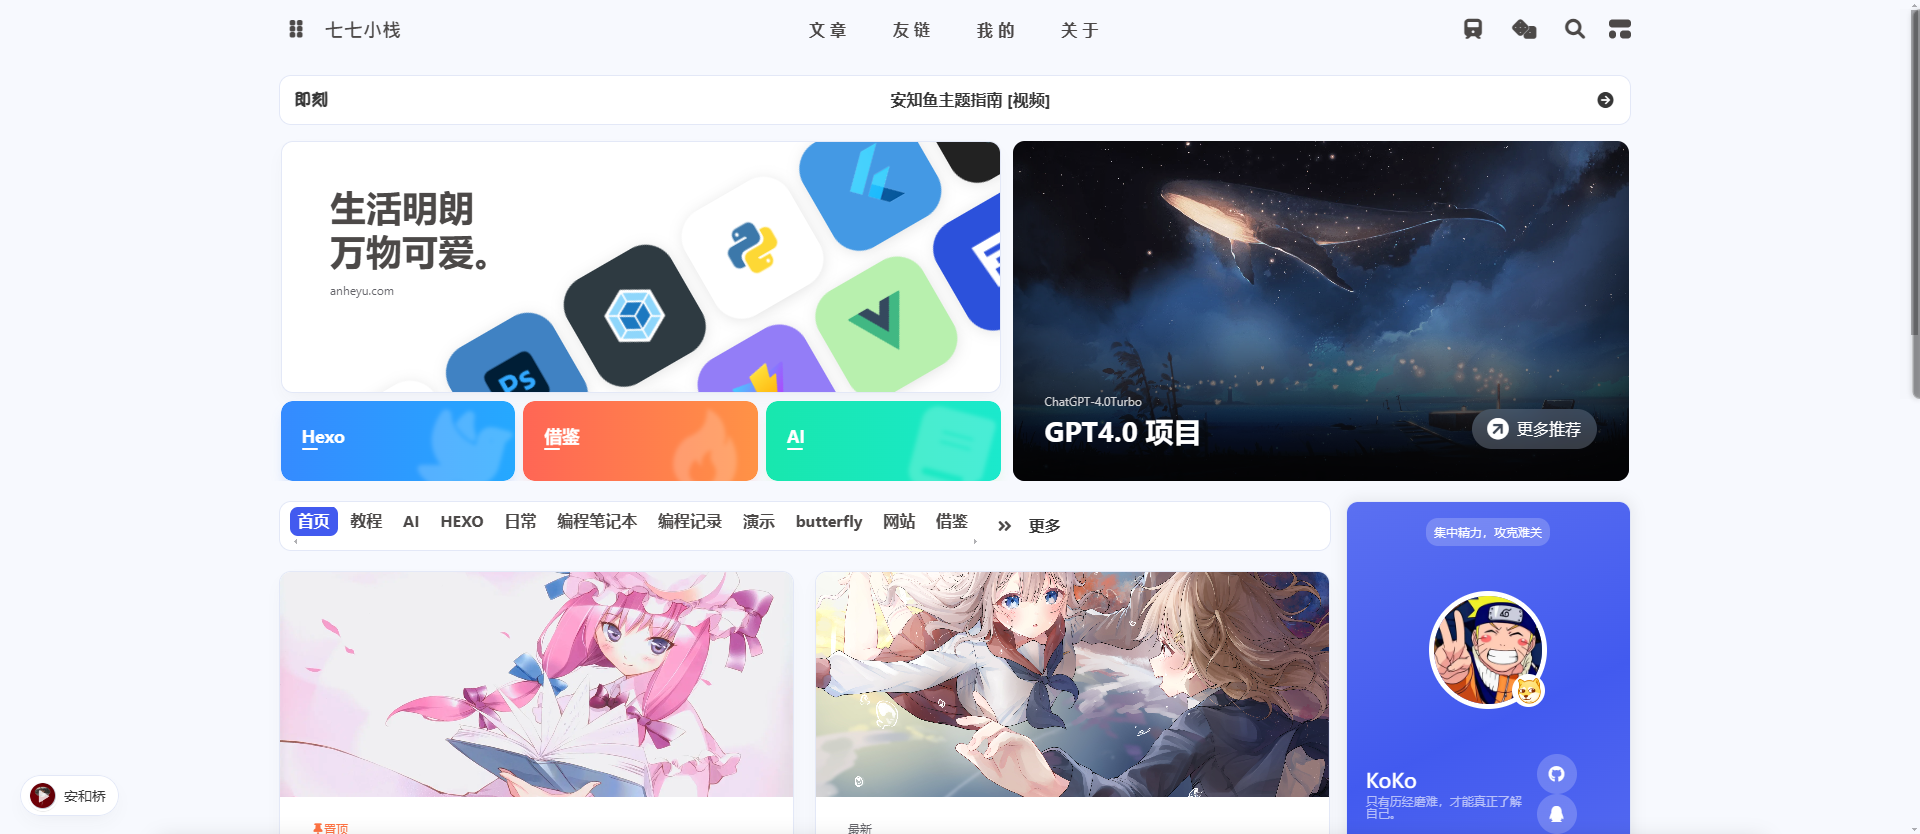 七七小栈
文章 友链 我的 关于
即刻
安知鱼主题指南 [视频]
生活明朗
万物可爱。
anheyu.com
Ps
ChatGPT-4.0Turbo
GPT4.0 项目
更多推荐
Hexo
借鉴
AI
首页 教程 AI HEXO 日常 编程笔记本 编程记录 演示 butterfly 网站 借鉴 更多
集中精力，攻克难关
KoKo
只有历经磨难，才能真正了解
自己。
安和桥
置顶
最新